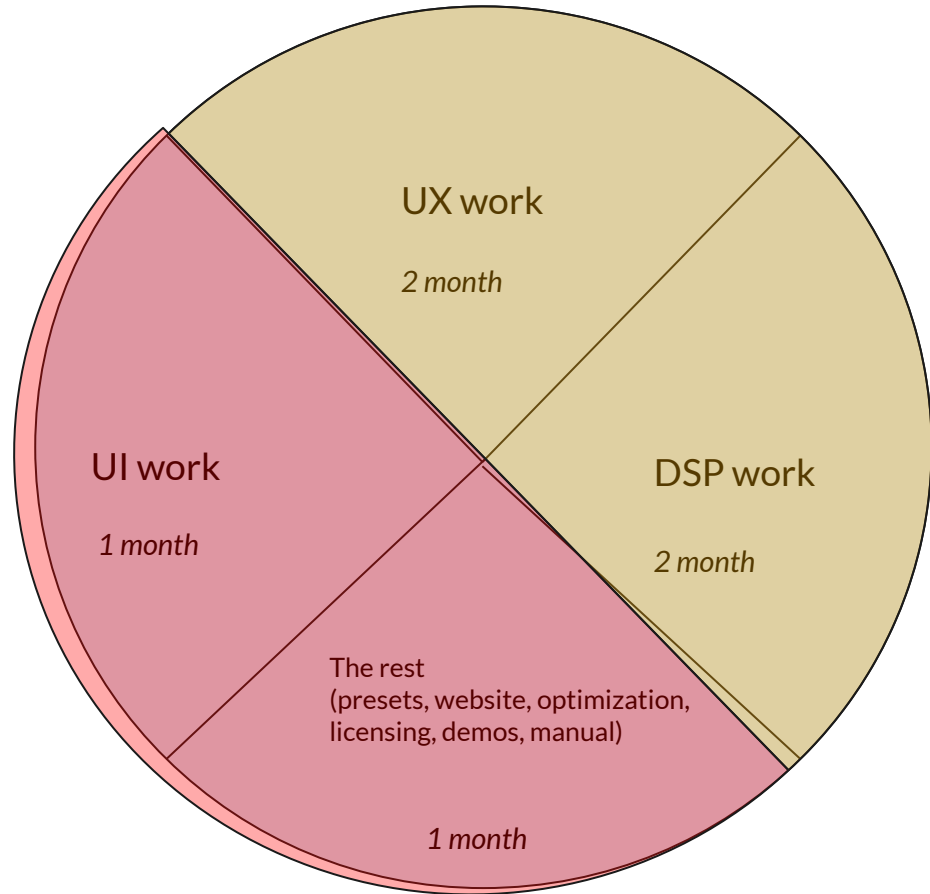 UX work
2 month
UI work
1 month
DSP work
2 month
The rest
(presets, website, optimization,
licensing, demos, manual)
1 month